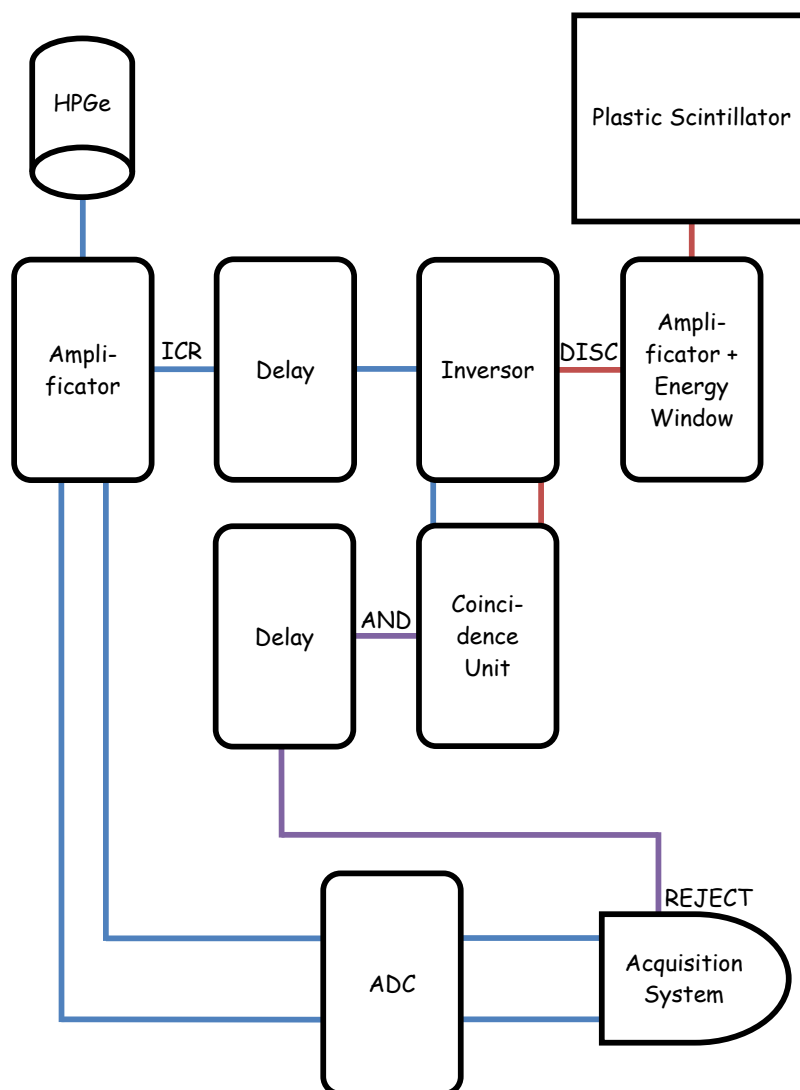 HPGe
Plastic Scintillator
Ampli-
ficator
ICR
Delay
Inversor
DISC
Ampli-
ficator +
Energy
Window
Delay
AND
Coinci-
dence
Unit
REJECT
ADC
Acquisition
System